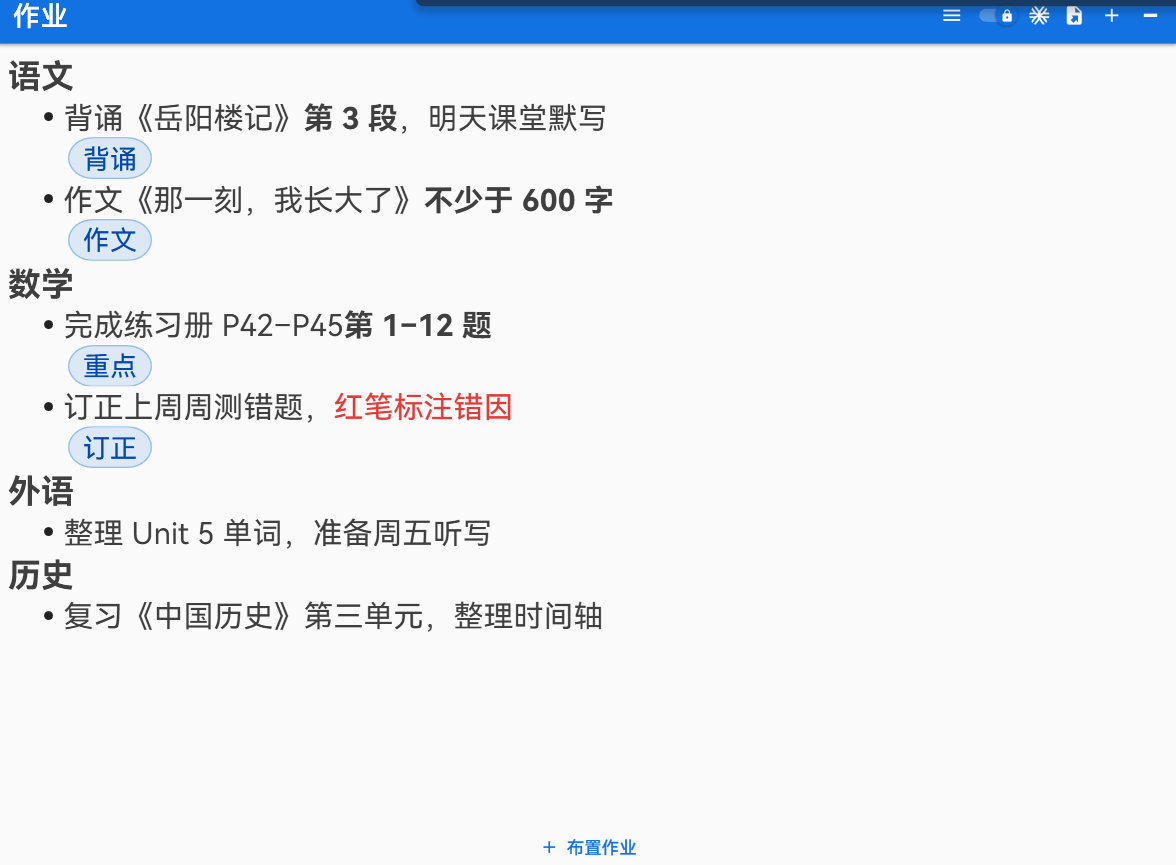 作业
语文
• 背诵《岳阳楼记》第 3 段，明天课堂默写
背诵
• 作文《那一刻，我长大了》不少于 600 字
作文
数学
• 完成练习册 P42–P45第 1–12 题
重点
• 订正上周周测错题，红笔标注错因
订正
外语
• 整理 Unit 5 单词，准备周五听写
历史
• 复习《中国历史》第三单元，整理时间轴
+ 布置作业